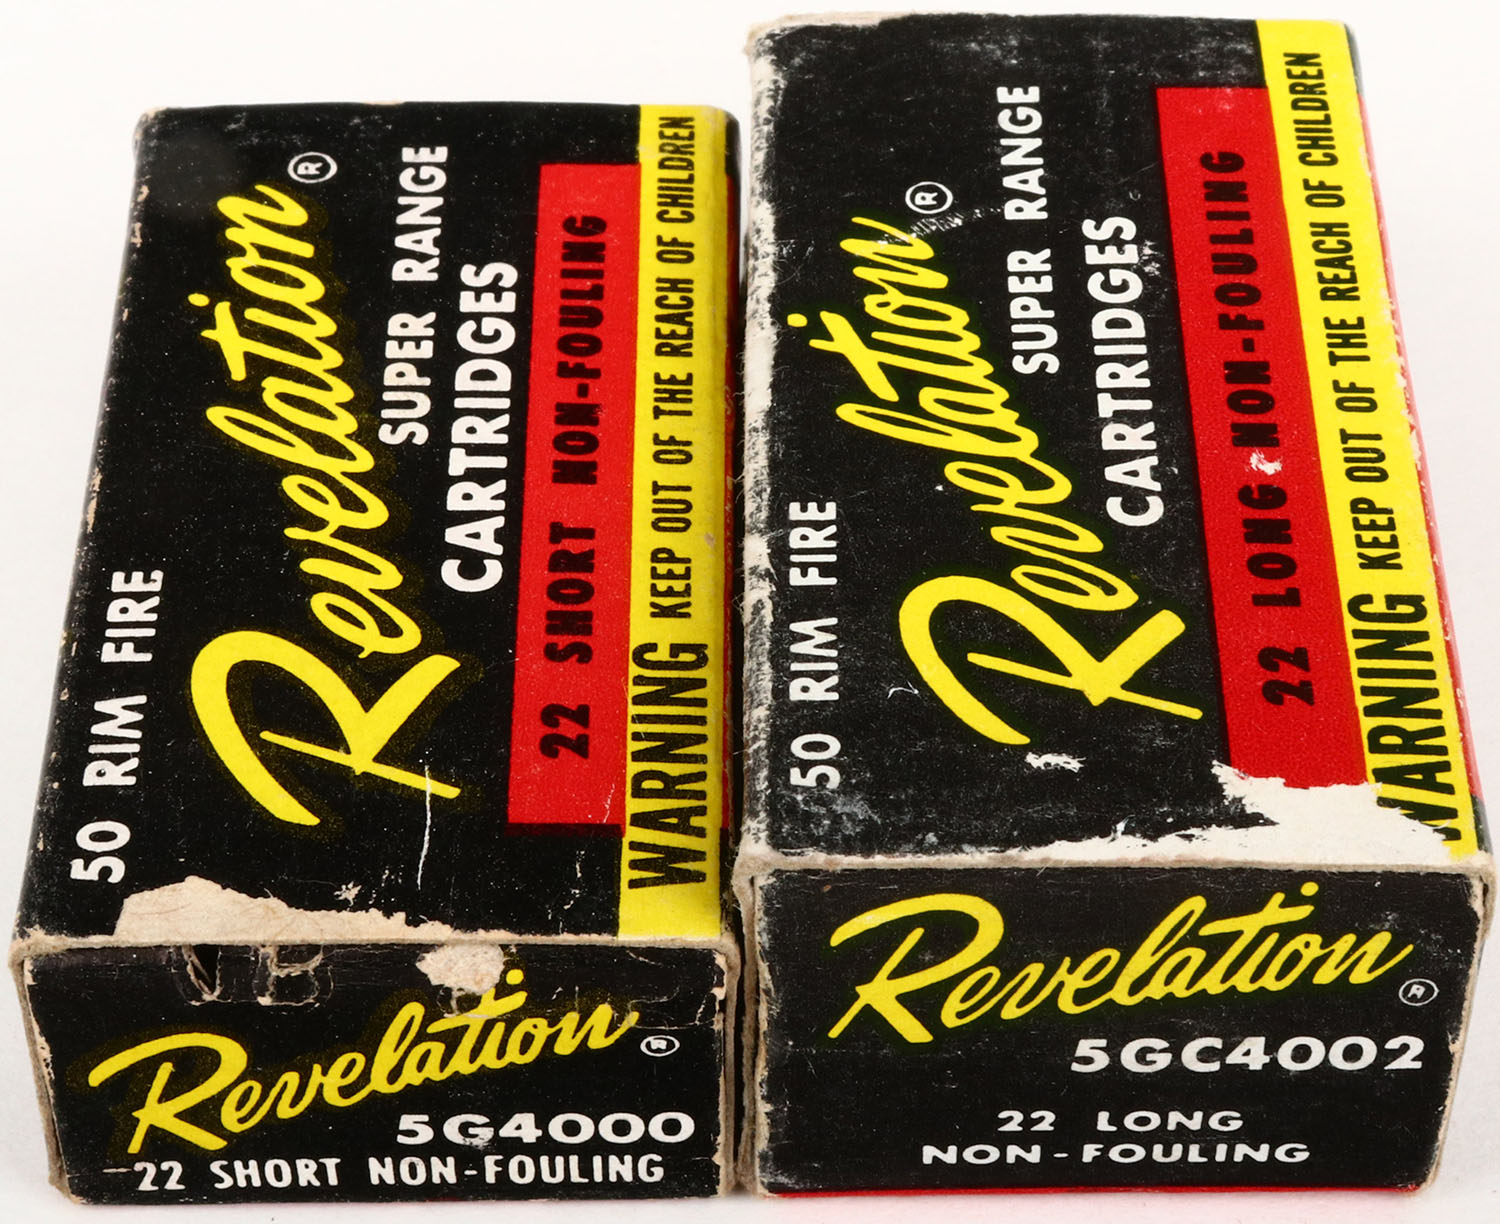 50 RIM FIRE
Revelation®
SUPER RANGE
CARTRIDGES
22 SHORT NON-FOULING
WARNING KEEP OUT OF THE REACH OF CHILDREN
Revelation®
5G4000
22 SHORT NON-FOULING
50 RIM FIRE
Revelation®
SUPER RANGE
CARTRIDGES
22 LONG NON-FOULING
WARNING KEEP OUT OF THE REACH OF CHILDREN
Revelation®
5GC4002
22 LONG
NON-FOULING